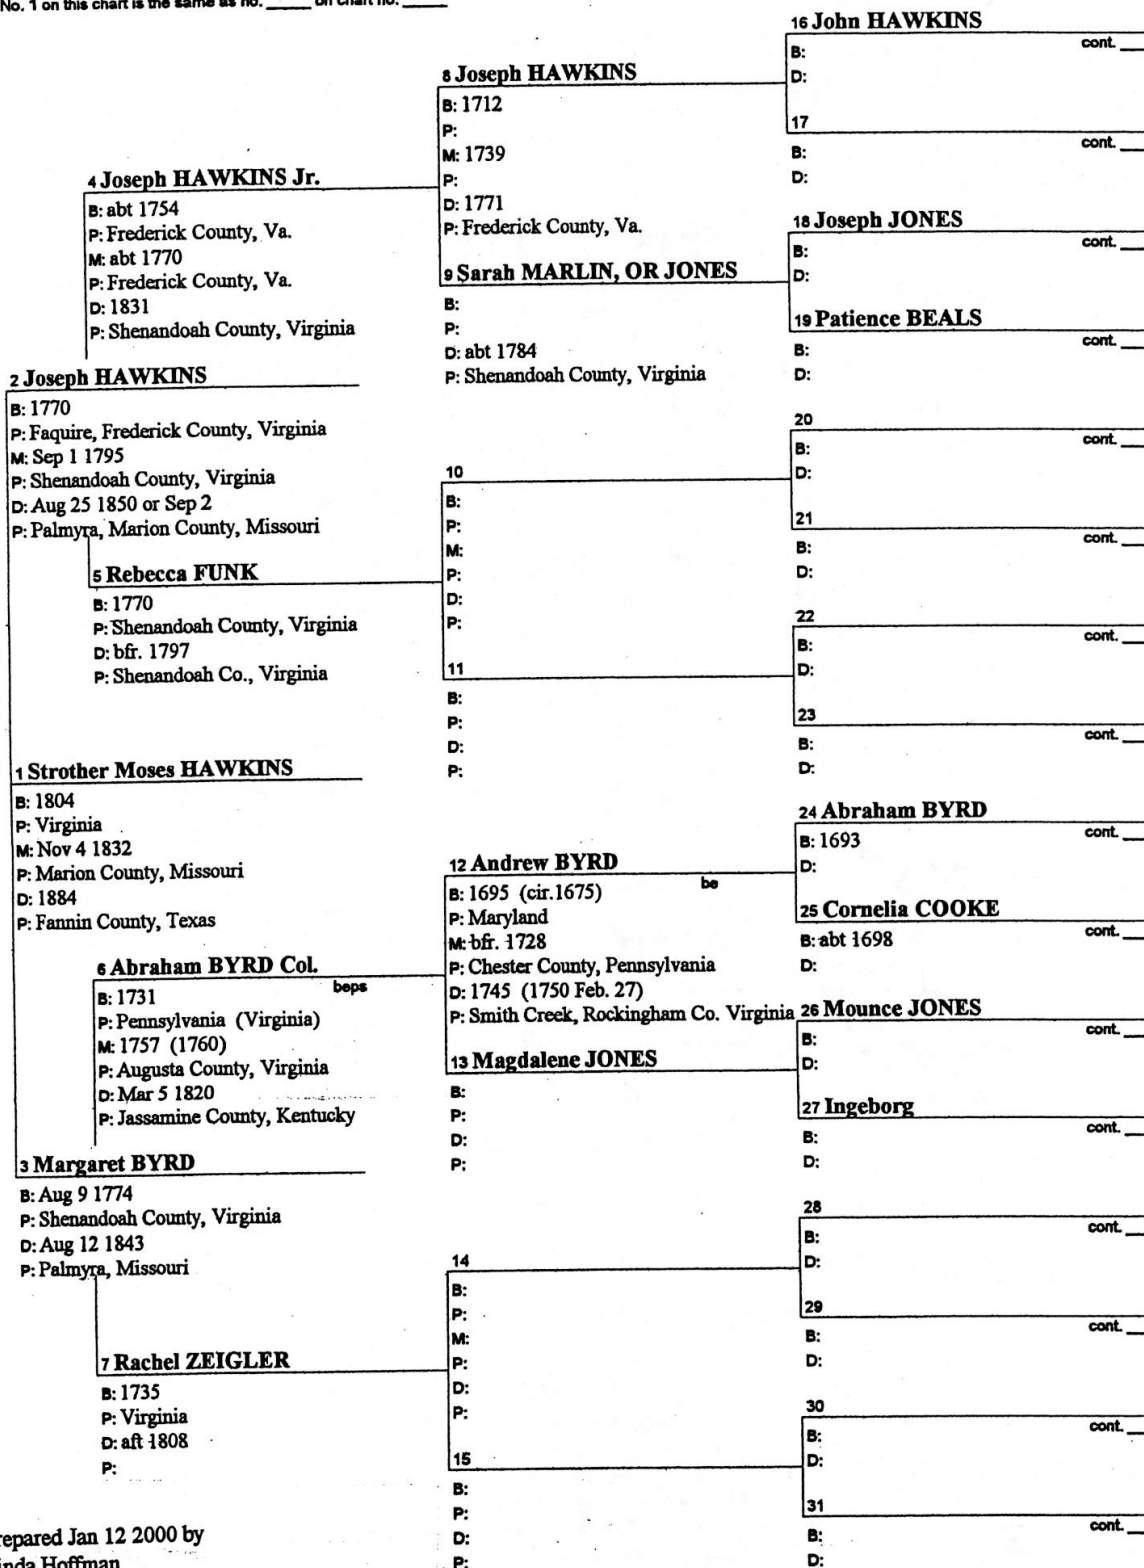 No. 1 on this chart is the same as no. _____ on chart no. _____
16 John HAWKINS
cont. ___
B:
D:
8 Joseph HAWKINS
B: 1712
P:
M: 1739
P:
D: 1771
P: Frederick County, Va.
17
cont. ___
B:
D:
4 Joseph HAWKINS Jr.
B: abt 1754
P: Frederick County, Va.
M: abt 1770
P: Frederick County, Va.
D: 1831
P: Shenandoah County, Virginia
18 Joseph JONES
cont. ___
B:
D:
9 Sarah MARLIN, OR JONES
B:
P:
D: abt 1784
P: Shenandoah County, Virginia
19 Patience BEALS
cont. ___
B:
D:
2 Joseph HAWKINS
B: 1770
P: Faquire, Frederick County, Virginia
M: Sep 1 1795
P: Shenandoah County, Virginia
D: Aug 25 1850 or Sep 2
P: Palmyra, Marion County, Missouri
20
cont. ___
B:
D:
10
B:
P:
M:
P:
D:
P:
21
cont. ___
B:
D:
5 Rebecca FUNK
B: 1770
P: Shenandoah County, Virginia
D: bfr. 1797
P: Shenandoah Co., Virginia
22
cont. ___
B:
D:
11
B:
P:
D:
P:
23
cont. ___
B:
D:
1 Strother Moses HAWKINS
B: 1804
P: Virginia
M: Nov 4 1832
P: Marion County, Missouri
D: 1884
P: Fannin County, Texas
24 Abraham BYRD
cont. ___
B: 1693
D:
12 Andrew BYRD
be
B: 1695 (cir.1675)
P: Maryland
M: bfr. 1728
P: Chester County, Pennsylvania
D: 1745 (1750 Feb. 27)
P: Smith Creek, Rockingham Co. Virginia
25 Cornelia COOKE
cont. ___
B: abt 1698
D:
6 Abraham BYRD Col.
beps
B: 1731
P: Pennsylvania (Virginia)
M: 1757 (1760)
P: Augusta County, Virginia
D: Mar 5 1820
P: Jassamine County, Kentucky
26 Mounce JONES
cont. ___
B:
D:
13 Magdalene JONES
B:
P:
D:
P:
27 Ingeborg
cont. ___
B:
D:
3 Margaret BYRD
B: Aug 9 1774
P: Shenandoah County, Virginia
D: Aug 12 1843
P: Palmyra, Missouri
28
cont. ___
B:
D:
14
B:
P:
M:
P:
D:
P:
29
cont. ___
B:
D:
7 Rachel ZEIGLER
B: 1735
P: Virginia
D: aft 1808
P:
30
cont. ___
B:
D:
15
B:
P:
D:
P:
31
cont. ___
B:
D:
repared Jan 12 2000 by
inda Hoffman